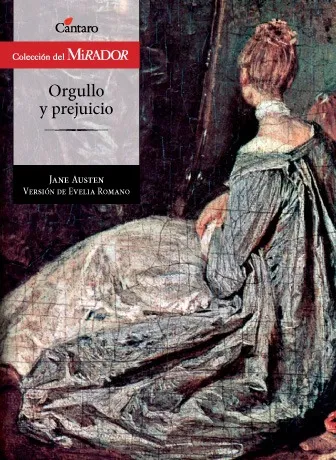 Cántaro
Colección del MiRADOR
Orgullo
y prejuicio
JANE AUSTEN
VERSIÓN DE EVELIA ROMANO